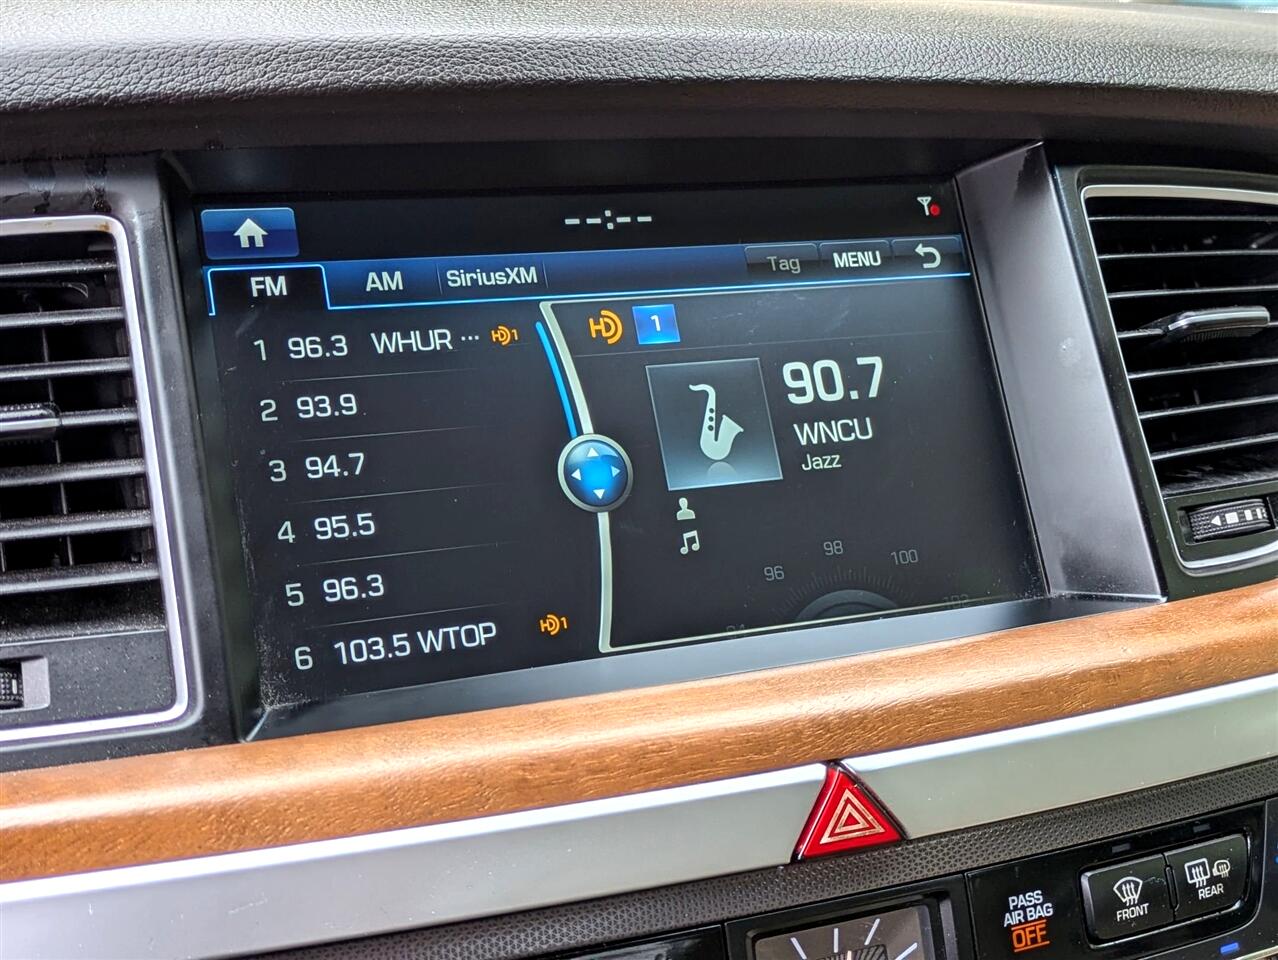 --:--
Tag MENU
FM AM SiriusXM
1 96.3 WHUR ... HD1
2 93.9
3 94.7
4 95.5
5 96.3
6 103.5 WTOP HD1
HD 1
90.7
WNCU
Jazz
94 96 98 100 102
PASS
AIR BAG
OFF
FRONT
REAR